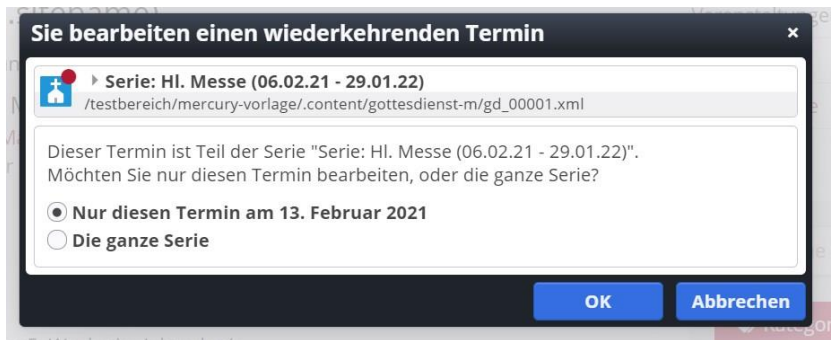 Sie bearbeiten einen wiederkehrenden Termin
Serie: Hl. Messe (06.02.21 - 29.01.22)
/testbereich/mercury-vorlage/.content/gottesdienst-m/gd_00001.xml
Dieser Termin ist Teil der Serie "Serie: Hl. Messe (06.02.21 - 29.01.22)".
Möchten Sie nur diesen Termin bearbeiten, oder die ganze Serie?
Nur diesen Termin am 13. Februar 2021
Die ganze Serie
OK Abbrechen